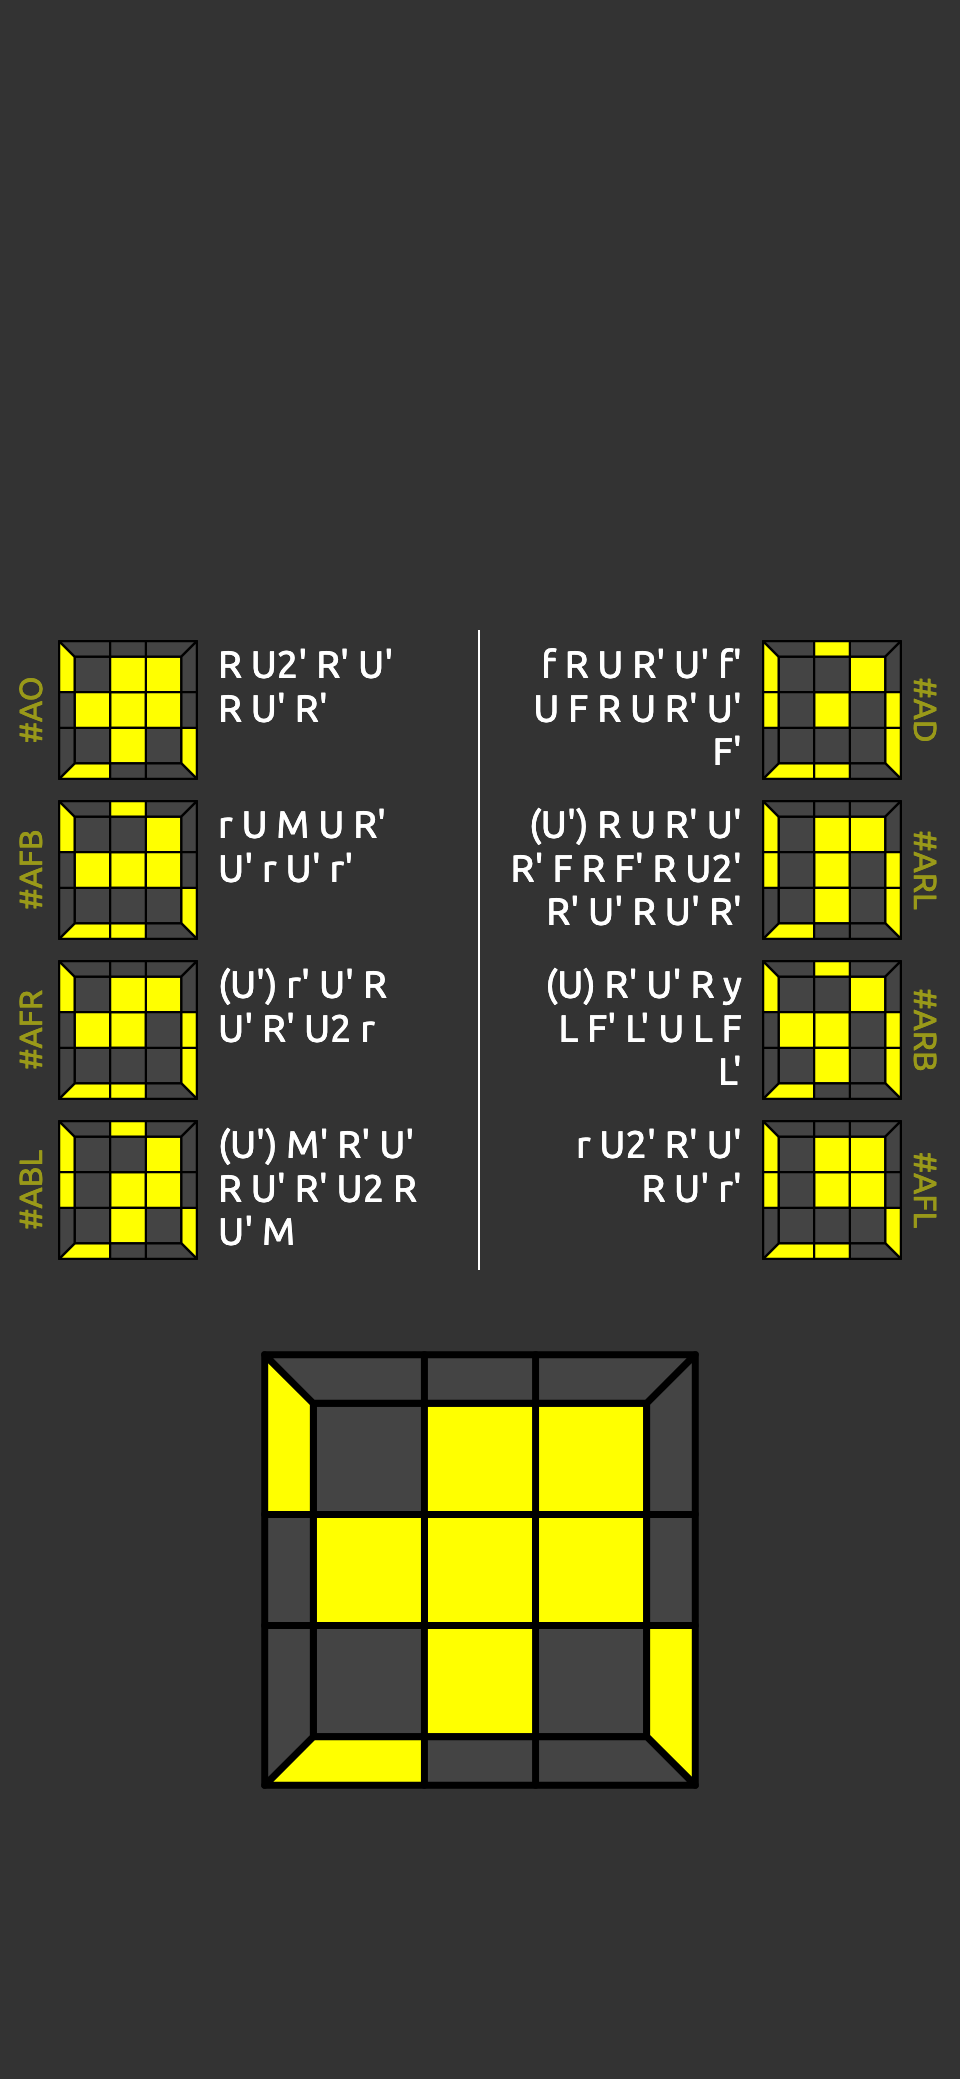 #AO
R U2' R' U'
R U' R'
#AFB
r U M U R'
U' r U' r'
#AFR
(U') r' U' R
U' R' U2 r
#ABL
(U') M' R' U'
R U' R' U2 R
U' M
f R U R' U' f'
U F R U R' U'
F'
#AD
(U') R U R' U'
R' F R F' R U2'
R' U' R U' R'
#ARL
(U) R' U' R y
L F' L' U L F
L'
#ARB
r U2' R' U'
R U' r'
#AFL